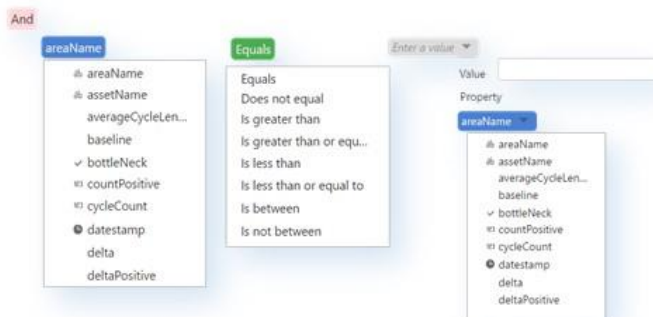 And
areaName
areaName
assetName
averageCycleLen...
baseline
bottleNeck
countPositive
cycleCount
datestamp
delta
deltaPositive
Equals
Equals
Does not equal
Is greater than
Is greater than or equ...
Is less than
Is less than or equal to
Is between
Is not between
Enter a value
Value
Property
areaName
areaName
assetName
averageCycleLen...
baseline
bottleNeck
countPositive
cycleCount
datestamp
delta
deltaPositive